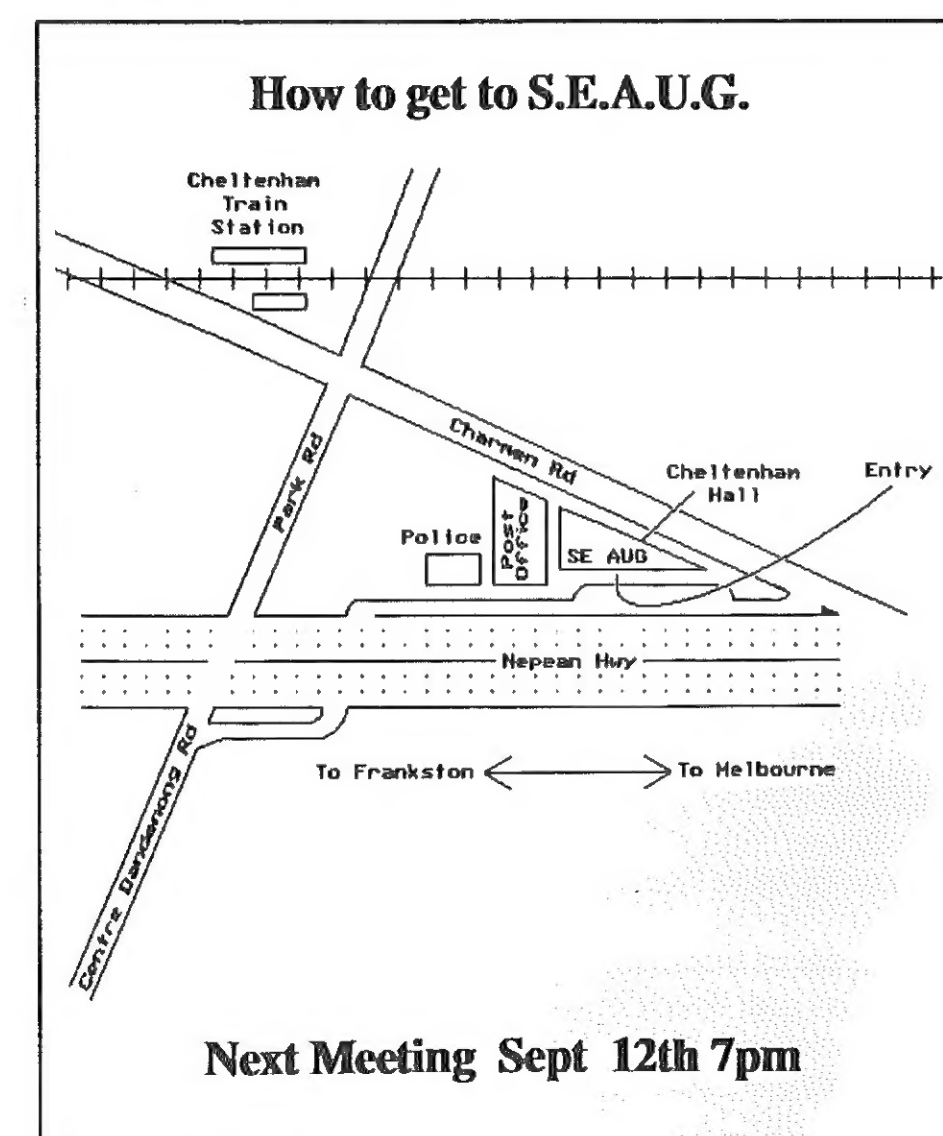 How to get to S.E.A.U.G.
Cheltenham
Train
Station
Park Rd
Charman Rd
Cheltenham
Hall
Entry
Police
Post
Office
SE AUG
Nepean Hwy
To Frankston
To Melbourne
Centre Dandenong Rd
Next Meeting Sept 12th 7pm